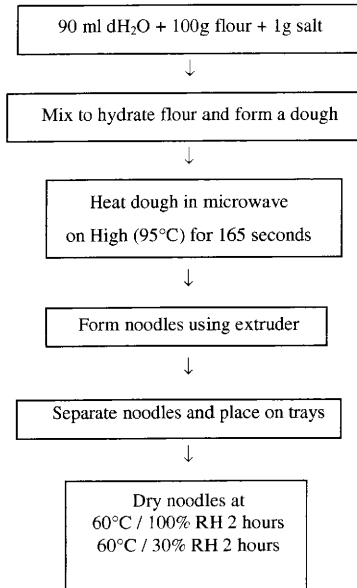 90 ml dH₂O + 100g flour + 1g salt
↓
Mix to hydrate flour and form a dough
↓
Heat dough in microwave
on High (95°C) for 165 seconds
↓
Form noodles using extruder
↓
Separate noodles and place on trays
↓
Dry noodles at
60°C / 100% RH 2 hours
60°C / 30% RH 2 hours